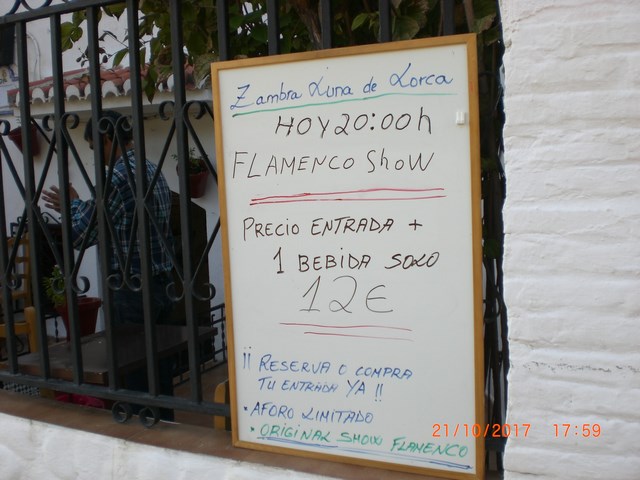 Zambra Luna de Lorca
HOY 20:00h
FLAMENCO SHOW
PRECIO ENTRADA +
1 BEBIDA SOLO
12€
¡¡ RESERVA O COMPRA
TU ENTRADA YA !!
• AFORO LIMITADO
• ORIGINAL SHOW FLAMENCO
21/10/2017 17:59